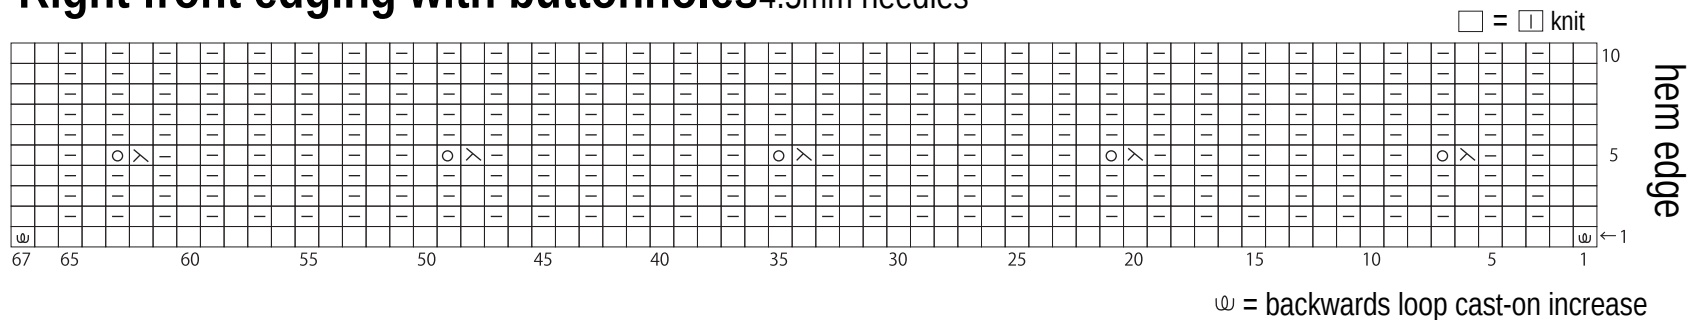 Right front edging with buttonholes 4.5mm needles
□ = | knit
10
5
←1
hem edge
67 65 60 55 50 45 40 35 30 25 20 15 10 5 1
= backwards loop cast-on increase